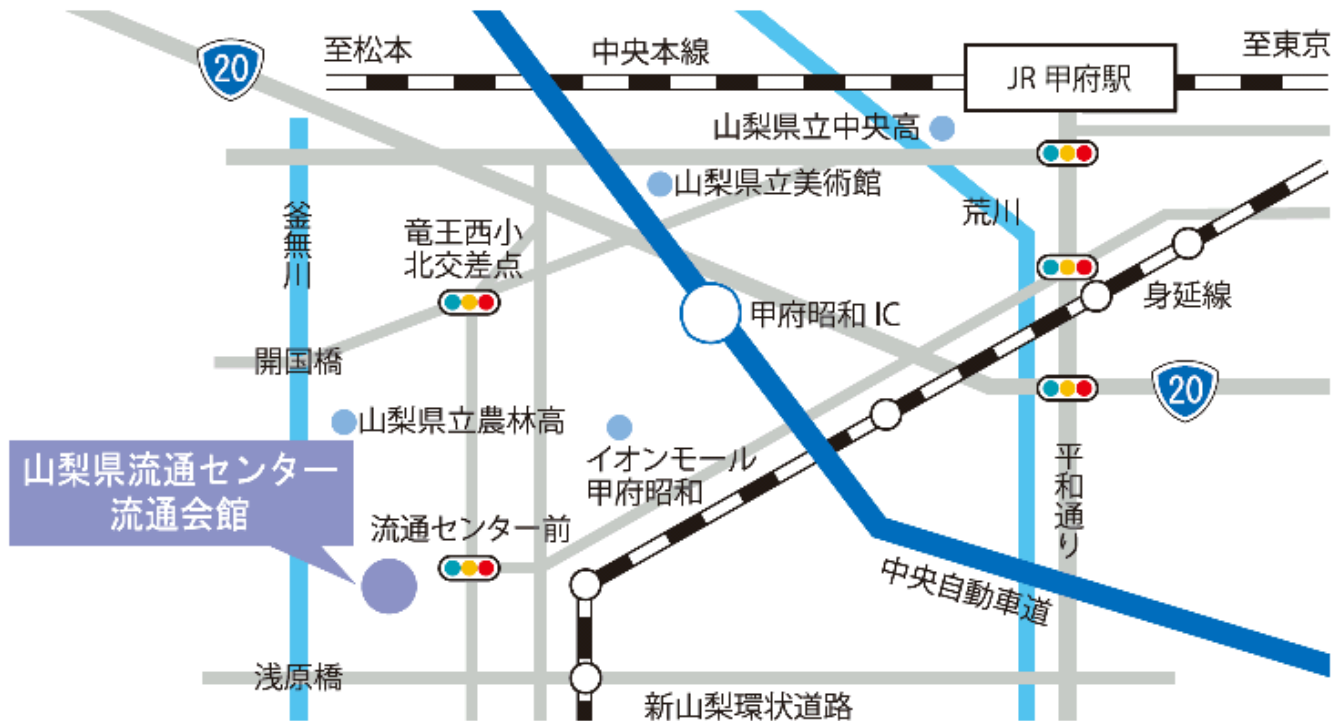 20
至松本
中央本線
至東京
JR 甲府駅
山梨県立中央高
山梨県立美術館
釜無川
竜王西小
北交差点
荒川
甲府昭和 IC
身延線
開国橋
20
山梨県立農林高
イオンモール
甲府昭和
平和通り
山梨県流通センター
流通会館
流通センター前
中央自動車道
浅原橋
新山梨環状道路